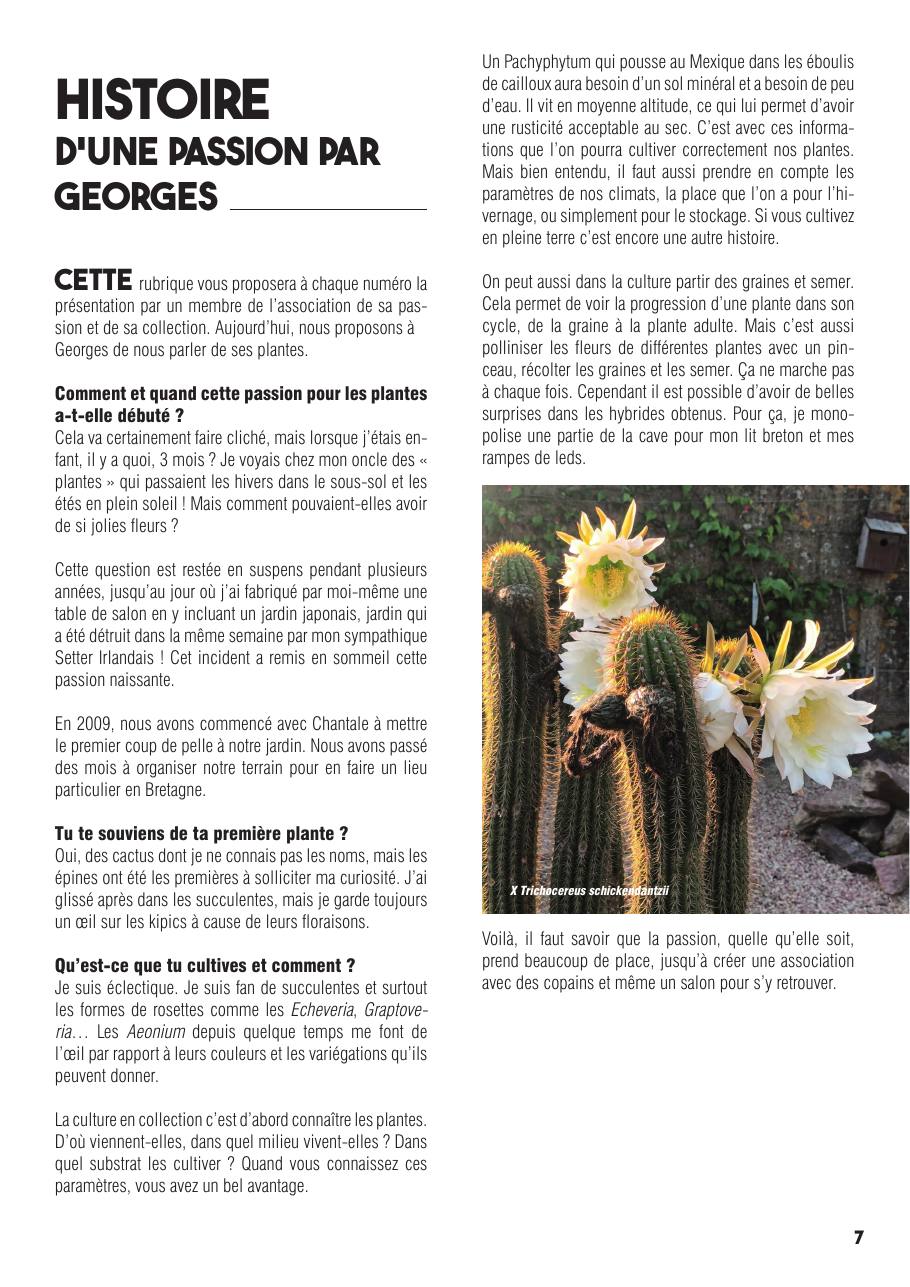 HISTOIRE
D'UNE PASSION PAR
GEORGES
CETTE rubrique vous proposera à chaque numéro la
présentation par un membre de l'association de sa pas-
sion et de sa collection. Aujourd'hui, nous proposons à
Georges de nous parler de ses plantes.
Comment et quand cette passion pour les plantes
a-t-elle débuté ?
Cela va certainement faire cliché, mais lorsque j'étais en-
fant, il y a quoi, 3 mois ? Je voyais chez mon oncle des «
plantes » qui passaient les hivers dans le sous-sol et les
étés en plein soleil ! Mais comment pouvaient-elles avoir
de si jolies fleurs ?
Cette question est restée en suspens pendant plusieurs
années, jusqu'au jour où j'ai fabriqué par moi-même une
table de salon en y incluant un jardin japonais, jardin qui
a été détruit dans la même semaine par mon sympathique
Setter Irlandais ! Cet incident a remis en sommeil cette
passion naissante.
En 2009, nous avons commencé avec Chantale à mettre
le premier coup de pelle à notre jardin. Nous avons passé
des mois à organiser notre terrain pour en faire un lieu
particulier en Bretagne.
Tu te souviens de ta première plante ?
Oui, des cactus dont je ne connais pas les noms, mais les
épines ont été les premières à solliciter ma curiosité. J'ai
glissé après dans les succulentes, mais je garde toujours
un œil sur les kipics à cause de leurs floraisons.
Qu'est-ce que tu cultives et comment ?
Je suis éclectique. Je suis fan de succulentes et surtout
les formes de rosettes comme les Echeveria, Graptove-
ria… Les Aeonium depuis quelque temps me font de
l'œil par rapport à leurs couleurs et les variégations qu'ils
peuvent donner.
La culture en collection c'est d'abord connaître les plantes.
D'où viennent-elles, dans quel milieu vivent-elles ? Dans
quel substrat les cultiver ? Quand vous connaissez ces
paramètres, vous avez un bel avantage.
Un Pachyphytum qui pousse au Mexique dans les éboulis
de cailloux aura besoin d'un sol minéral et a besoin de peu
d'eau. Il vit en moyenne altitude, ce qui lui permet d'avoir
une rusticité acceptable au sec. C'est avec ces informa-
tions que l'on pourra cultiver correctement nos plantes.
Mais bien entendu, il faut aussi prendre en compte les
paramètres de nos climats, la place que l'on a pour l'hi-
vernage, ou simplement pour le stockage. Si vous cultivez
en pleine terre c'est encore une autre histoire.
On peut aussi dans la culture partir des graines et semer.
Cela permet de voir la progression d'une plante dans son
cycle, de la graine à la plante adulte. Mais c'est aussi
polliniser les fleurs de différentes plantes avec un pin-
ceau, récolter les graines et les semer. Ça ne marche pas
à chaque fois. Cependant il est possible d'avoir de belles
surprises dans les hybrides obtenus. Pour ça, je mono-
polise une partie de la cave pour mon lit breton et mes
rampes de leds.
X Trichocereus schickendantzii
Voilà, il faut savoir que la passion, quelle qu'elle soit,
prend beaucoup de place, jusqu'à créer une association
avec des copains et même un salon pour s'y retrouver.
7